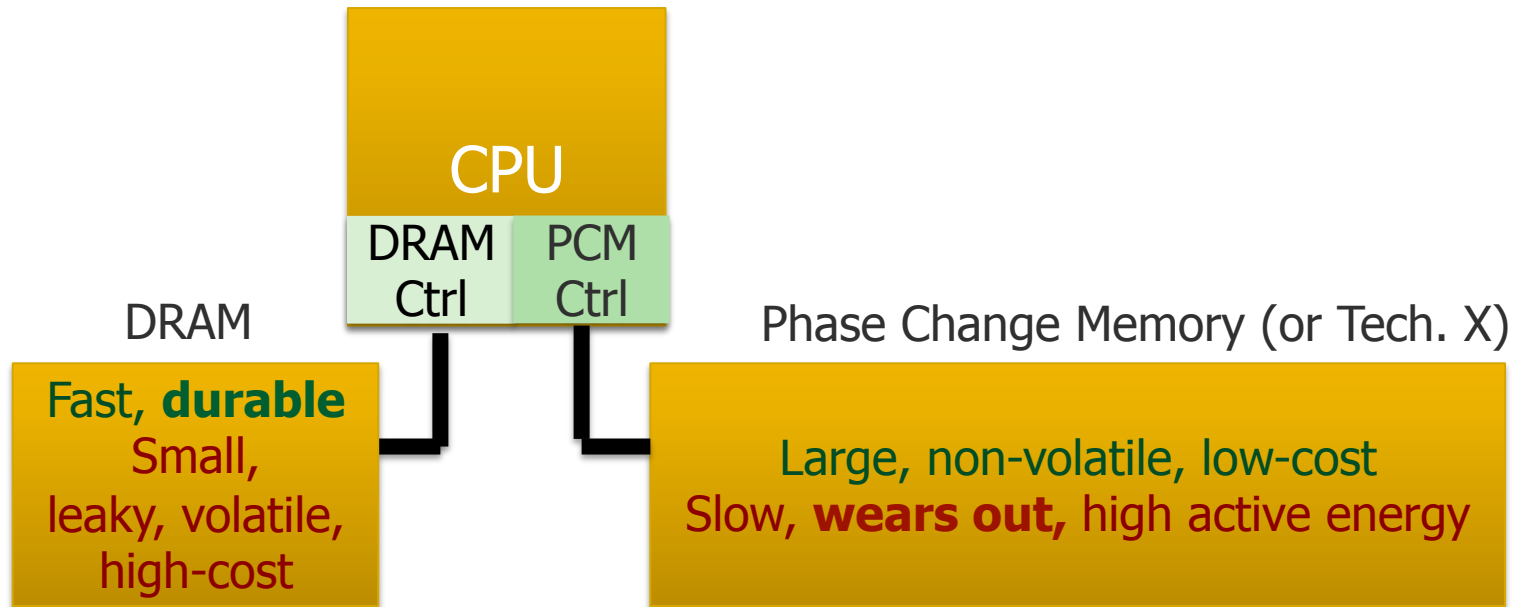 CPU
DRAM
Ctrl
PCM
Ctrl
DRAM
Fast, durable
Small,
leaky, volatile,
high-cost
Phase Change Memory (or Tech. X)
Large, non-volatile, low-cost
Slow, wears out, high active energy